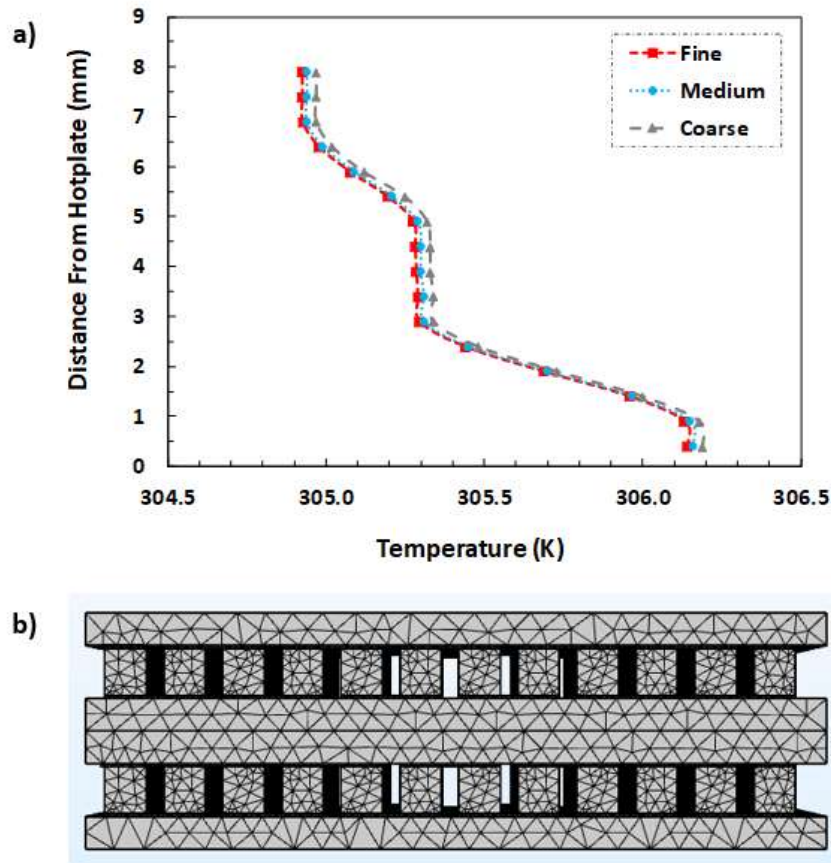 a)
9
8
7
6
5
4
3
2
1
0
Distance From Hotplate (mm)
Fine
Medium
Coarse
304.5 305.0 305.5 306.0 306.5
Temperature (K)
b)